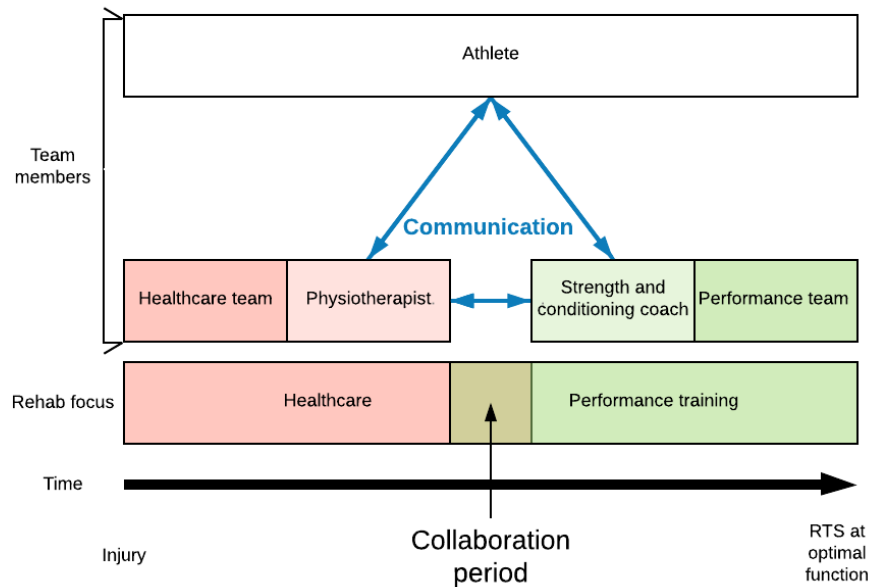 Athlete
Team
members
Communication
Healthcare team
Physiotherapist.
Strength and
conditioning coach
Performance team
Rehab focus
Healthcare
Performance training
Time
Injury
Collaboration
period
RTS at
optimal
function